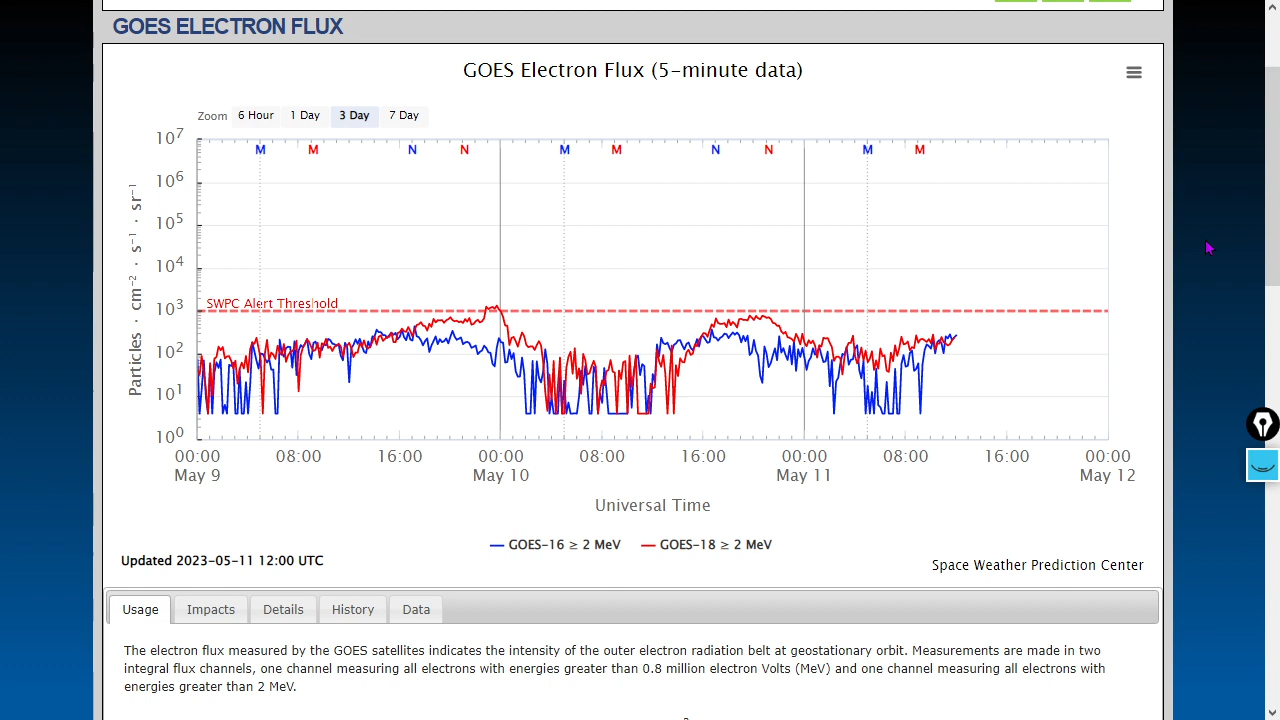 GOES ELECTRON FLUX
GOES Electron Flux (5-minute data)
Zoom 6 Hour 1 Day 3 Day 7 Day
10⁷
M M N N M M N N M M
10⁶
10⁵
10⁴
10³
SWPC Alert Threshold
10²
10¹
10⁰
Particles · cm⁻² · s⁻¹ · sr⁻¹
00:00 08:00 16:00 00:00 08:00 16:00 00:00 08:00 16:00 00:00
May 9 May 10 May 11 May 12
Universal Time
GOES-16 ≥ 2 MeV GOES-18 ≥ 2 MeV
Updated 2023-05-11 12:00 UTC
Space Weather Prediction Center
Usage Impacts Details History Data
The electron flux measured by the GOES satellites indicates the intensity of the outer electron radiation belt at geostationary orbit. Measurements are made in two
integral flux channels, one channel measuring all electrons with energies greater than 0.8 million electron Volts (MeV) and one channel measuring all electrons with
energies greater than 2 MeV.